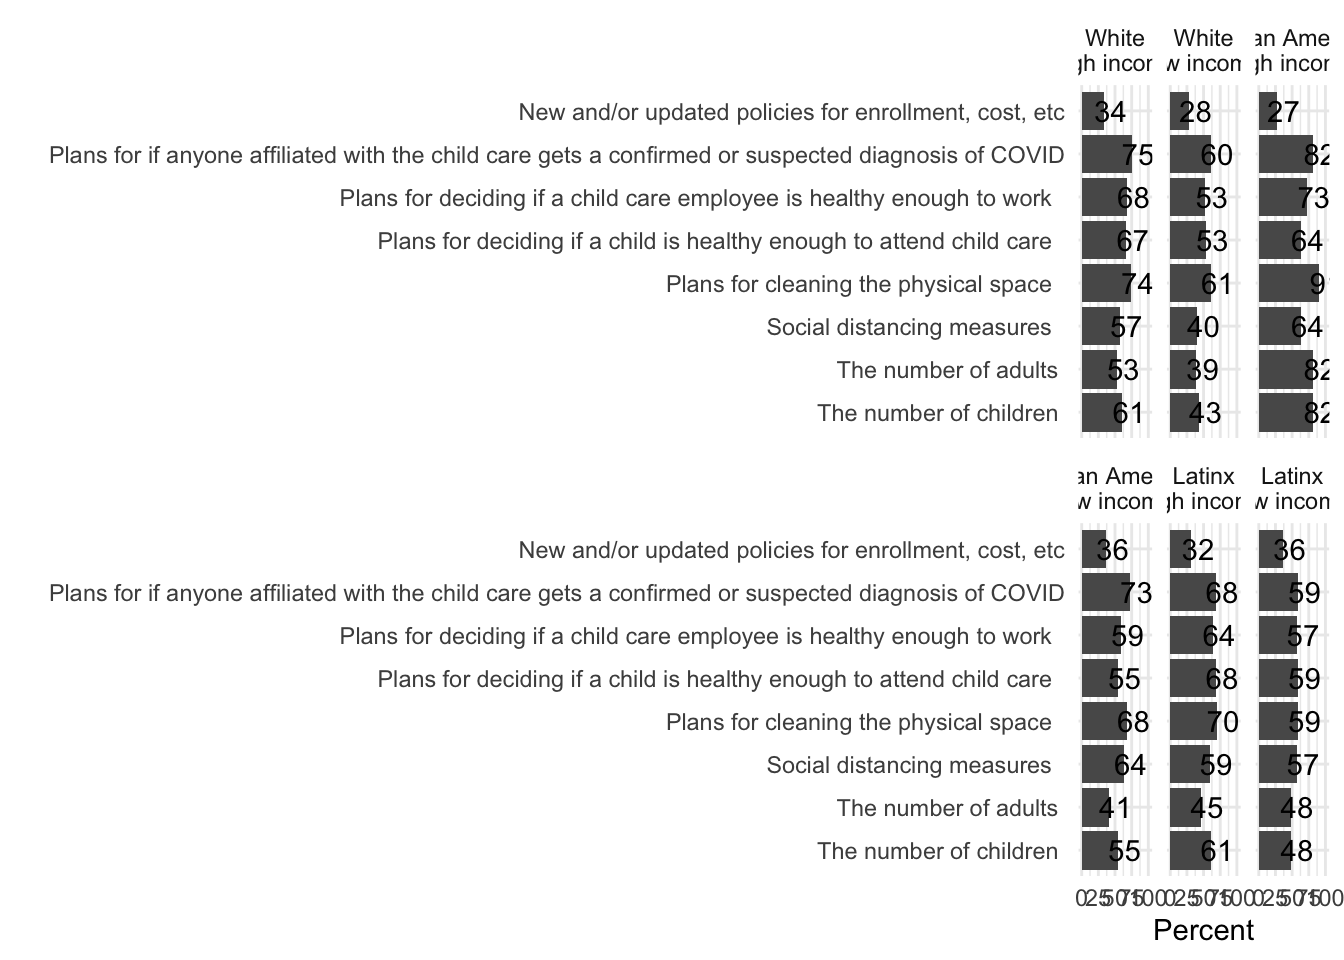 White White an Ame
gh incor w incom gh incor
New and/or updated policies for enrollment, cost, etc 34 28 27
Plans for if anyone affiliated with the child care gets a confirmed or suspected diagnosis of COVID 75 60 82
Plans for deciding if a child care employee is healthy enough to work 68 53 73
Plans for deciding if a child is healthy enough to attend child care 67 53 64
Plans for cleaning the physical space 74 61 9
Social distancing measures 57 40 64
The number of adults 53 39 82
The number of children 61 43 82
an Ame Latinx Latinx
w incom gh incor w incom
New and/or updated policies for enrollment, cost, etc 36 32 36
Plans for if anyone affiliated with the child care gets a confirmed or suspected diagnosis of COVID 73 68 59
Plans for deciding if a child care employee is healthy enough to work 59 64 57
Plans for deciding if a child is healthy enough to attend child care 55 68 59
Plans for cleaning the physical space 68 70 59
Social distancing measures 64 59 57
The number of adults 41 45 48
The number of children 55 61 48
0 25 50 75 100 0 25 50 75 100 0 25 50 75 100
Percent